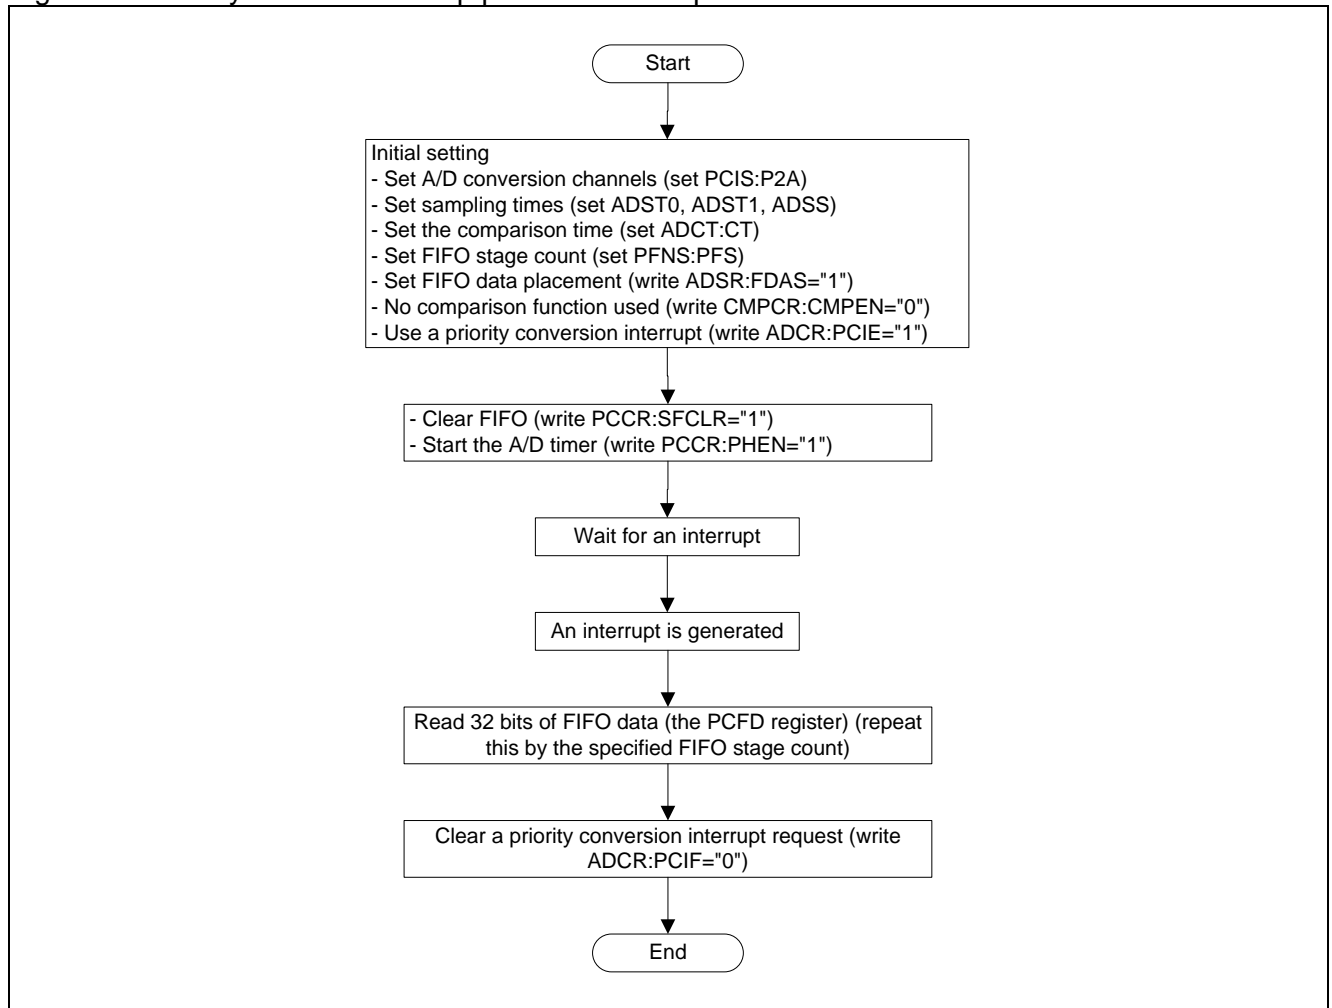 Start
Initial setting
- Set A/D conversion channels (set PCIS:P2A)
- Set sampling times (set ADST0, ADST1, ADSS)
- Set the comparison time (set ADCT:CT)
- Set FIFO stage count (set PFNS:PFS)
- Set FIFO data placement (write ADSR:FDAS="1")
- No comparison function used (write CMPCR:CMPEN="0")
- Use a priority conversion interrupt (write ADCR:PCIE="1")
- Clear FIFO (write PCCR:SFCLR="1")
- Start the A/D timer (write PCCR:PHEN="1")
Wait for an interrupt
An interrupt is generated
Read 32 bits of FIFO data (the PCFD register) (repeat
this by the specified FIFO stage count)
Clear a priority conversion interrupt request (write
ADCR:PCIF="0")
End